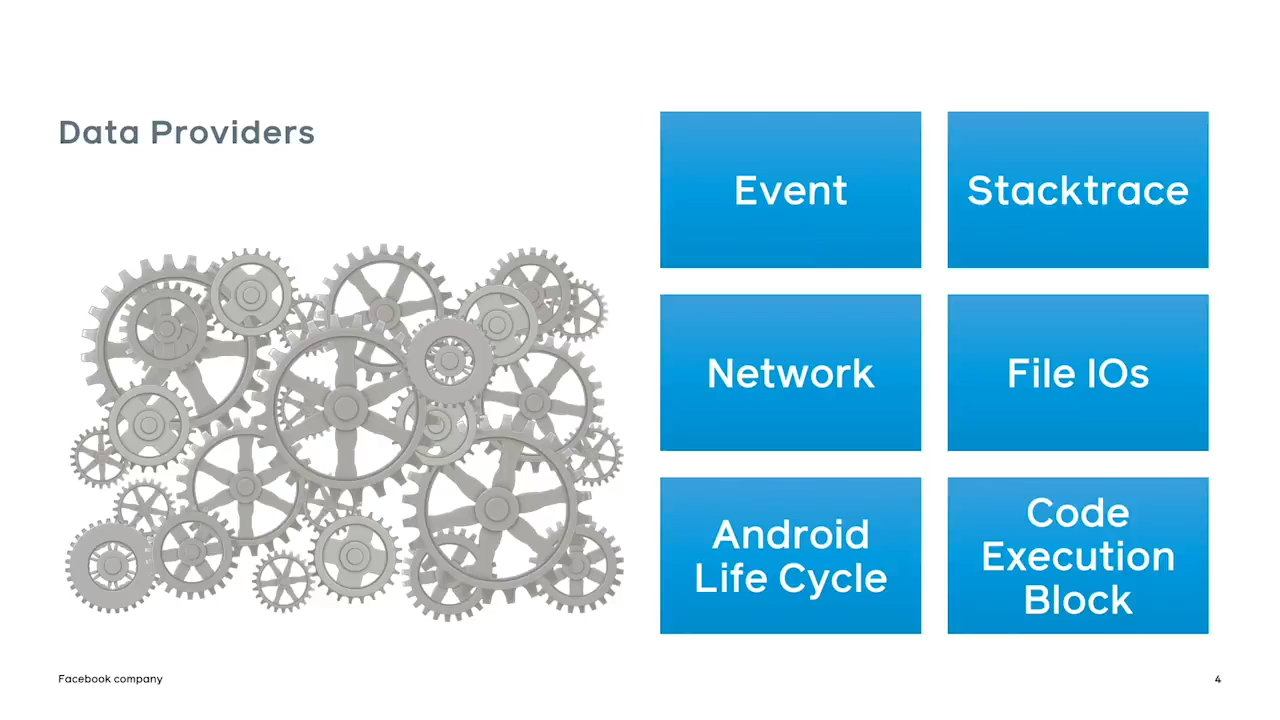 Data Providers
Event
Stacktrace
Network
File IOs
Android
Life Cycle
Code
Execution
Block
Facebook company
4